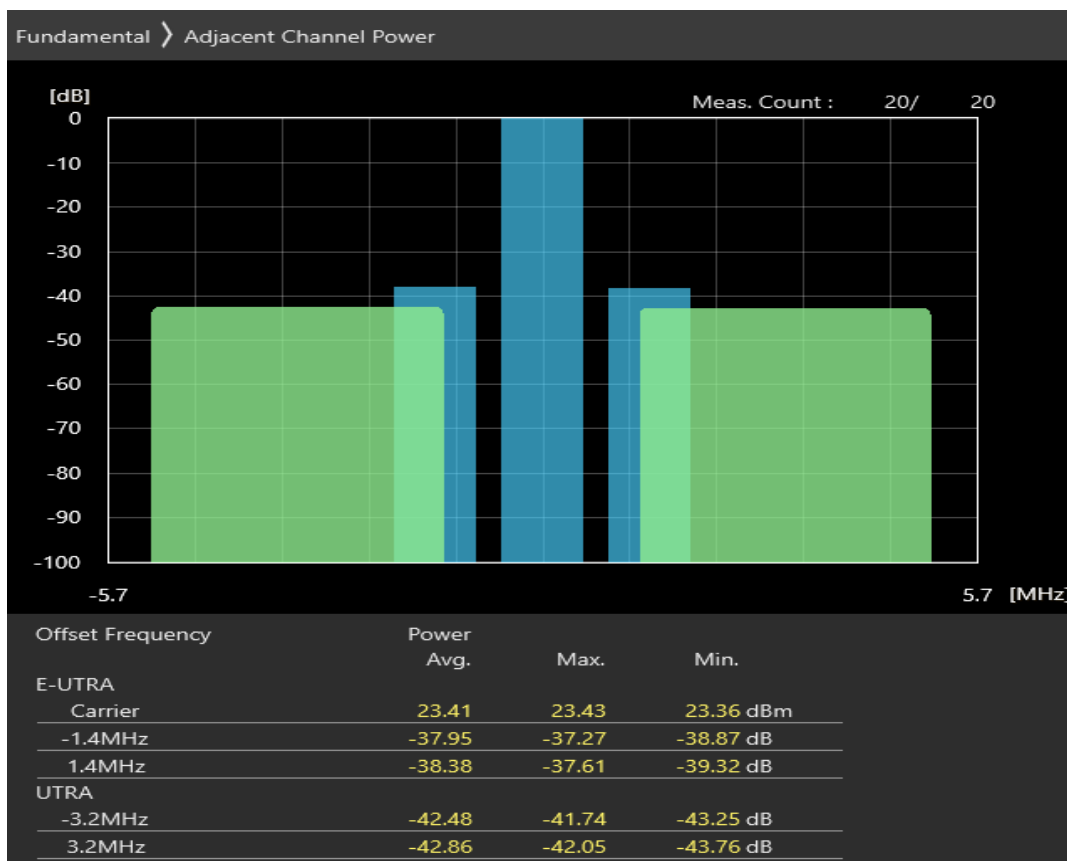 Fundamental 〉 Adjacent Channel Power
[dB]
Meas. Count : 20/ 20
0
-10
-20
-30
-40
-50
-60
-70
-80
-90
-100
-5.7 5.7 [MHz]
Offset Frequency Power
Avg. Max. Min.
E-UTRA
Carrier 23.41 23.43 23.36 dBm
-1.4MHz -37.95 -37.27 -38.87 dB
1.4MHz -38.38 -37.61 -39.32 dB
UTRA
-3.2MHz -42.48 -41.74 -43.25 dB
3.2MHz -42.86 -42.05 -43.76 dB